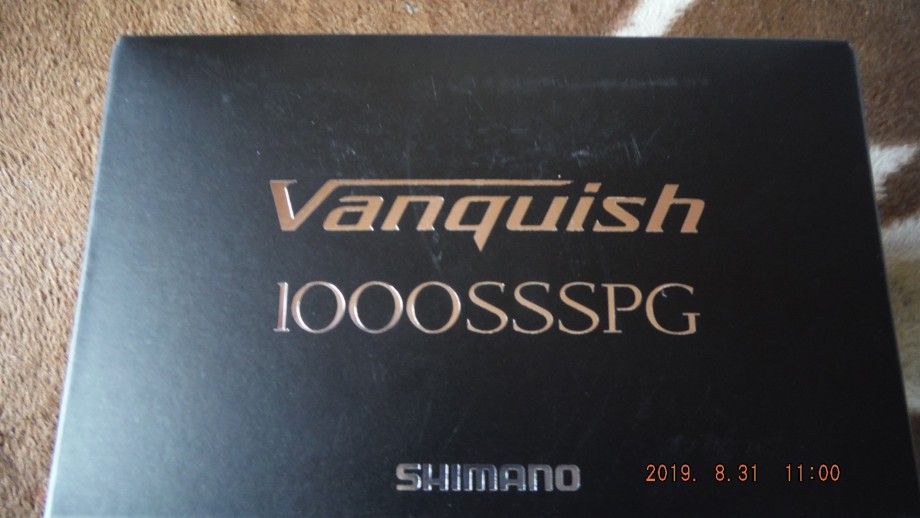 Vanquish
1000SSSPG
SHIMANO
2019. 8.31 11:00